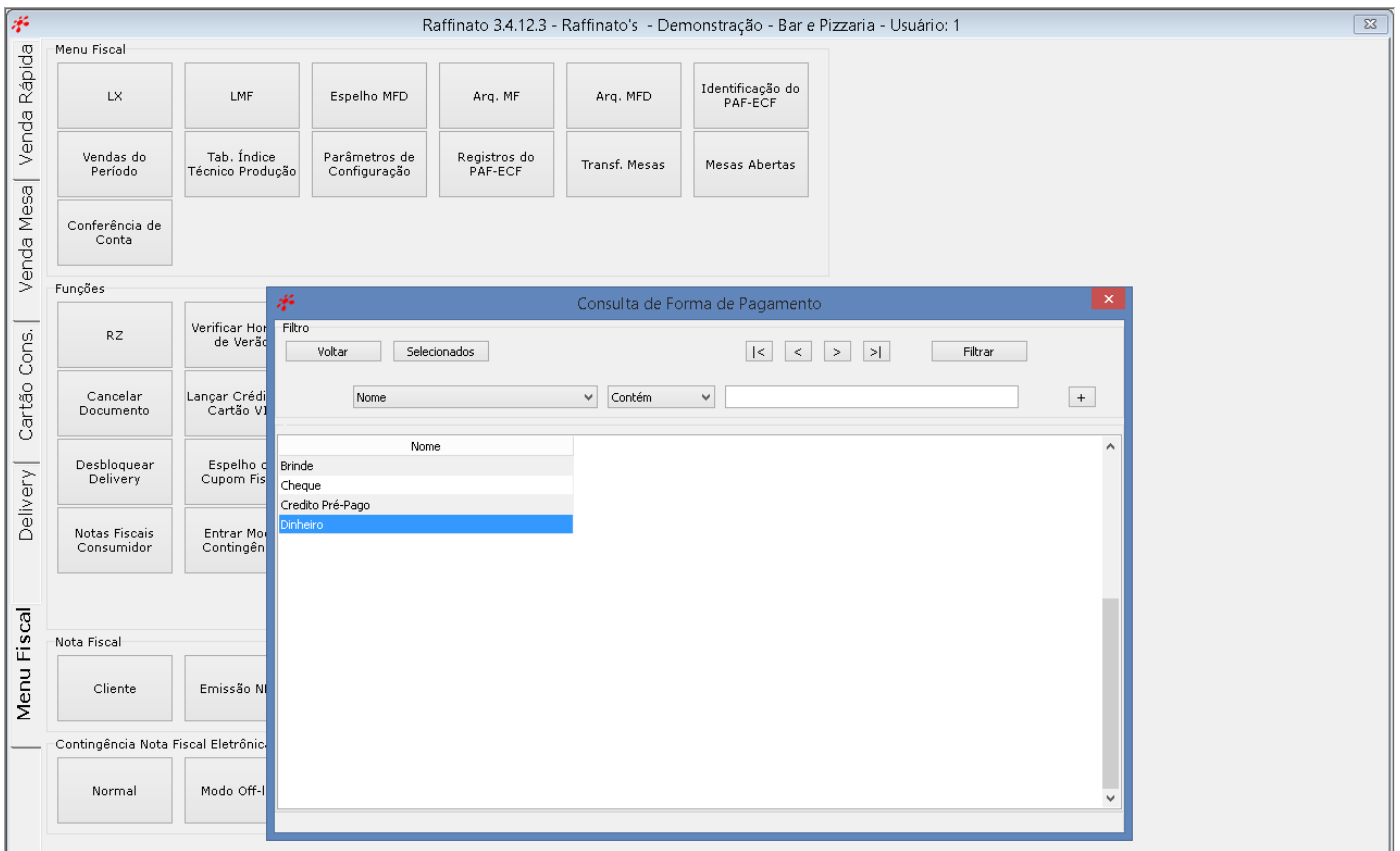 Raffinato 3.4.12.3 - Raffinato's - Demonstração - Bar e Pizzaria - Usuário: 1
Venda Rápida
Venda Mesa
Cartão Cons.
Delivery
Menu Fiscal
Menu Fiscal
LX
LMF
Espelho MFD
Arq. MF
Arq. MFD
Identificação do
PAF-ECF
Vendas do
Período
Tab. Índice
Técnico Produção
Parâmetros de
Configuração
Registros do
PAF-ECF
Transf. Mesas
Mesas Abertas
Conferência de
Conta
Funções
RZ
Verificar Hor
de Verão
Cancelar
Documento
Lançar Crédi
Cartão VI
Desbloquear
Delivery
Espelho
Cupom Fis
Notas Fiscais
Consumidor
Entrar Mo
Contingên
Nota Fiscal
Cliente
Emissão N
Contingência Nota Fiscal Eletrônic
Normal
Modo Off-l
Consulta de Forma de Pagamento
Filtro
Voltar
Selecionados
|<
<
>
>|
Filtrar
Nome
Contém
+
Nome
Brinde
Cheque
Credito Pré-Pago
Dinheiro